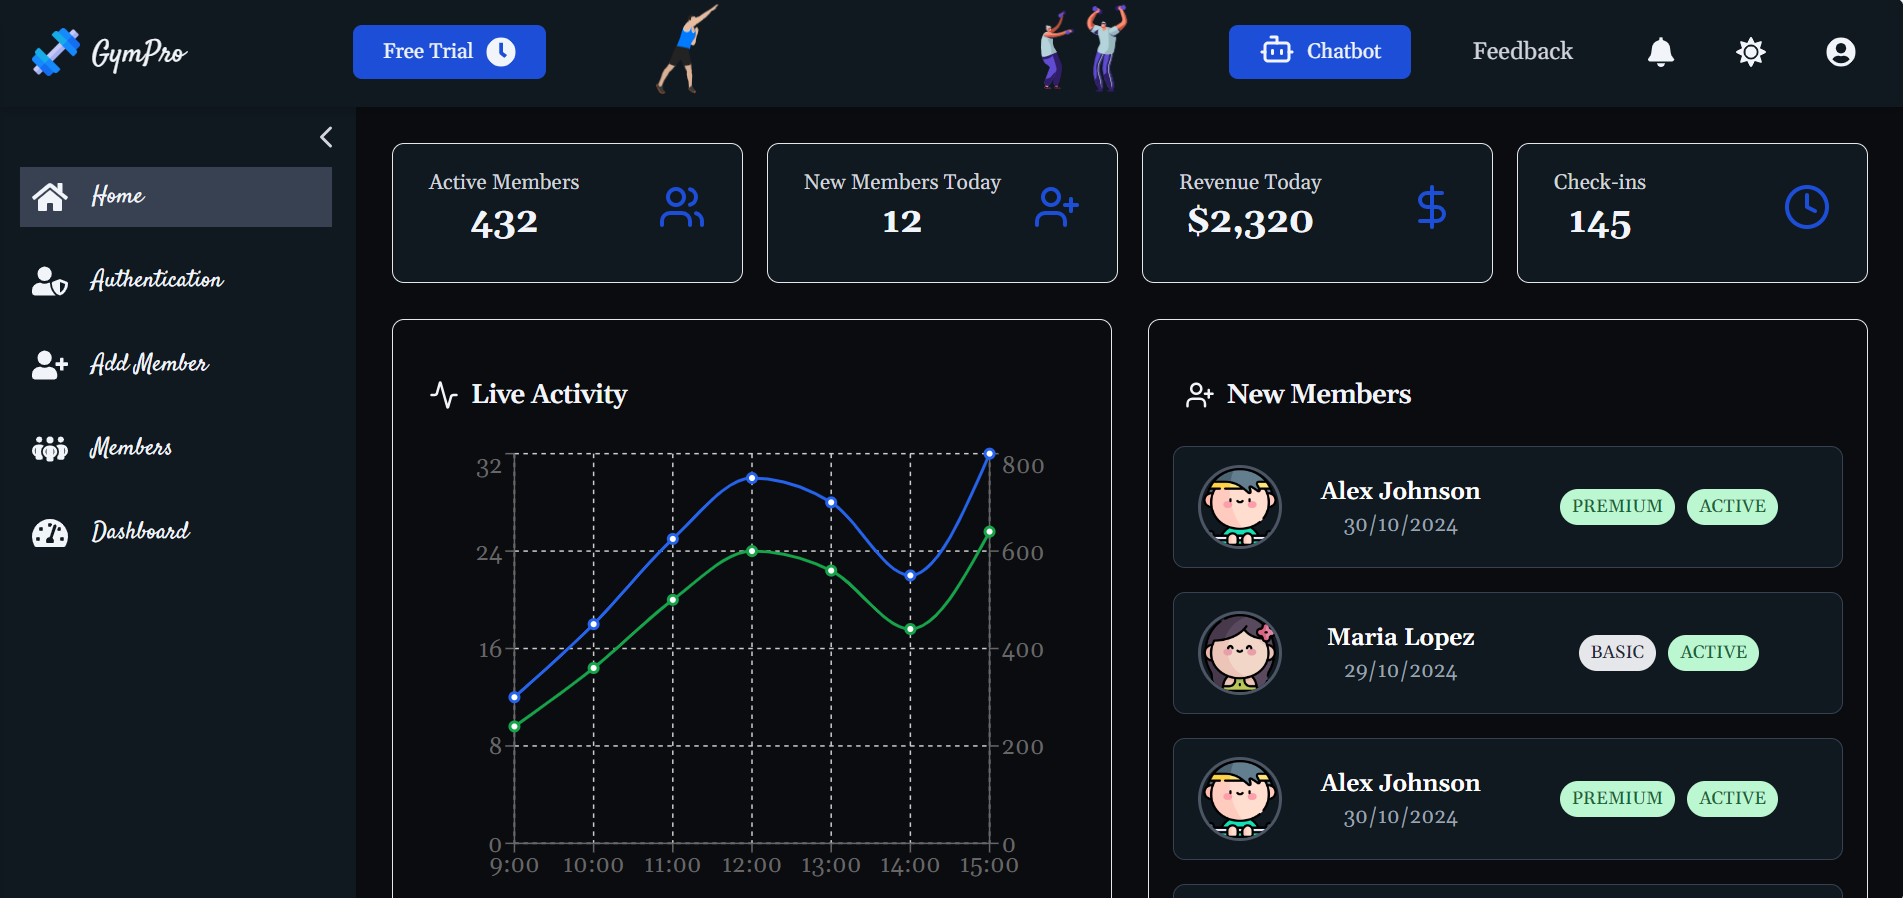 GymPro
Free Trial
Chatbot
Feedback
Home
Authentication
Add Member
Members
Dashboard
Active Members
432
New Members Today
12
Revenue Today
$2,320
Check-ins
145
Live Activity
32
24
16
8
0
800
600
400
200
0
9:00 10:00 11:00 12:00 13:00 14:00 15:00
New Members
Alex Johnson
30/10/2024
PREMIUM ACTIVE
Maria Lopez
29/10/2024
BASIC ACTIVE
Alex Johnson
30/10/2024
PREMIUM ACTIVE